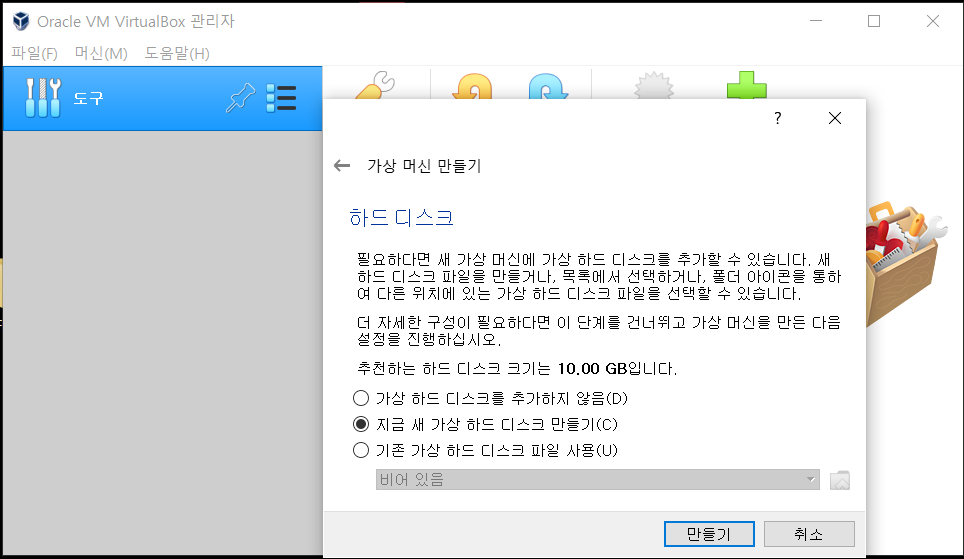 Oracle VM VirtualBox 관리자
파일(F) 머신(M) 도움말(H)
도구
?
가상 머신 만들기
하드 디스크
필요하다면 새 가상 머신에 가상 하드 디스크를 추가할 수 있습니다. 새
하드 디스크 파일을 만들거나, 목록에서 선택하거나, 폴더 아이콘을 통하
여 다른 위치에 있는 가상 하드 디스크 파일을 선택할 수 있습니다.
더 자세한 구성이 필요하다면 이 단계를 건너뛰고 가상 머신을 만든 다음
설정을 진행하십시오.
추천하는 하드 디스크 크기는 10.00 GB입니다.
가상 하드 디스크를 추가하지 않음(D)
지금 새 가상 하드 디스크 만들기(C)
기존 가상 하드 디스크 파일 사용(U)
비어 있음
만들기 취소